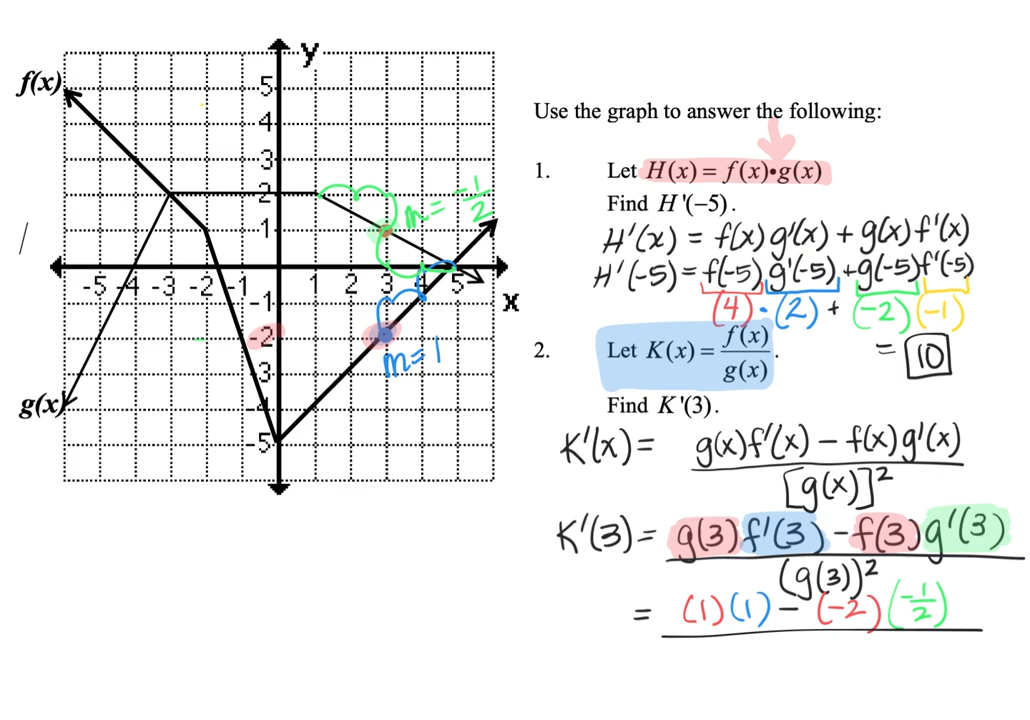 y
f(x)
5
4
3
2
1
-5 -4 -3 -2 -1
1 2 3 4 5
x
-1
-2
-3
-4
-5
g(x)
m = -1/2
m = 1
Use the graph to answer the following:
1. Let H(x) = f(x)•g(x)
Find H'(−5).
H'(x) = f(x)g'(x) + g(x)f'(x)
H'(-5) = f(-5)g'(-5) + g(-5)f'(-5)
(4)·(2) + (-2)(-1)
= 10
2. Let K(x) = f(x)/g(x).
Find K'(3).
K'(x) = g(x)f'(x) - f(x)g'(x)
[g(x)]²
K'(3) = g(3)f'(3) - f(3)g'(3)
(g(3))²
= (1)(1) - (-2)(-1/2)